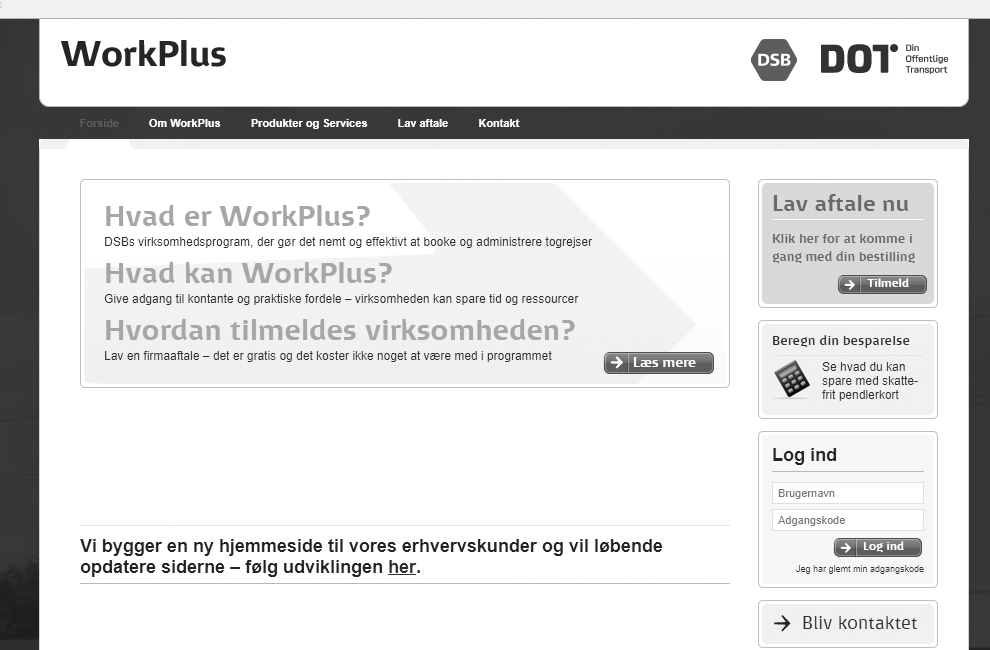 WorkPlus
DSB
DOT
Din
Offentlige
Transport
Forside
Om WorkPlus
Produkter og Services
Lav aftale
Kontakt
Hvad er WorkPlus?
DSBs virksomhedsprogram, der gør det nemt og effektivt at booke og administrere togrejser
Hvad kan WorkPlus?
Give adgang til kontante og praktiske fordele – virksomheden kan spare tid og ressourcer
Hvordan tilmeldes virksomheden?
Lav en firmaaftale – det er gratis og det koster ikke noget at være med i programmet
Læs mere
Vi bygger en ny hjemmeside til vores erhvervskunder og vil løbende
opdatere siderne – følg udviklingen her.
Lav aftale nu
Klik her for at komme i
gang med din bestilling
Tilmeld
Beregn din besparelse
Se hvad du kan
spare med skatte-
frit pendlerkort
Log ind
Brugernavn
Adgangskode
Log ind
Jeg har glemt min adgangskode
Bliv kontaktet